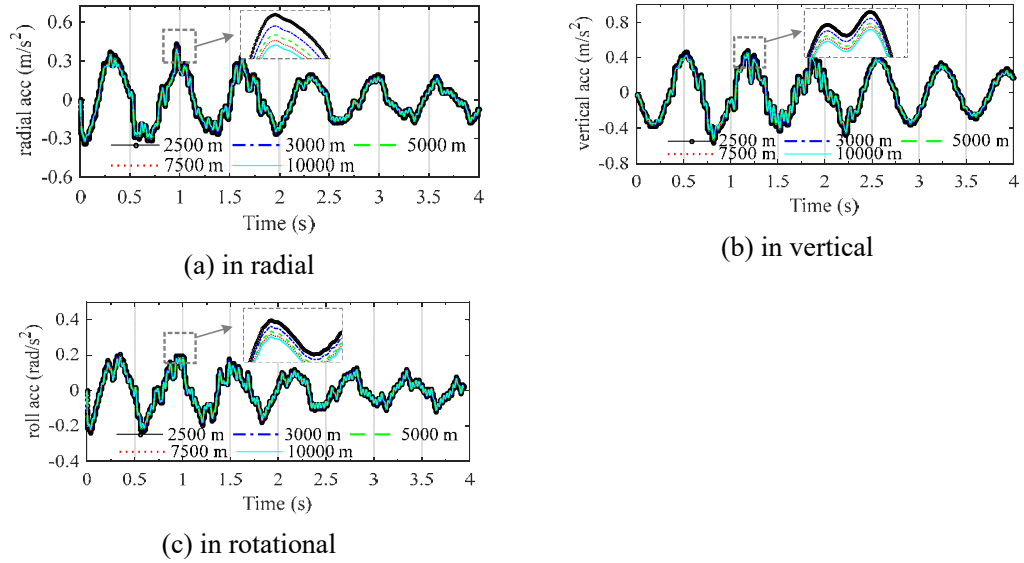 radial acc (m/s²)
0.6
0.3
0
-0.3
-0.6
2500 m 3000 m 5000 m
7500 m 10000 m
0 0.5 1 1.5 2 2.5 3 3.5 4
Time (s)
(a) in radial
vertical acc (m/s²)
0.8
0.4
0
-0.4
-0.8
2500 m 3000 m 5000 m
7500 m 10000 m
0 0.5 1 1.5 2 2.5 3 3.5 4
Time (s)
(b) in vertical
roll acc (rad/s²)
0.4
0.2
0
-0.2
-0.4
2500 m 3000 m 5000 m
7500 m 10000 m
0 0.5 1 1.5 2 2.5 3 3.5 4
Time (s)
(c) in rotational